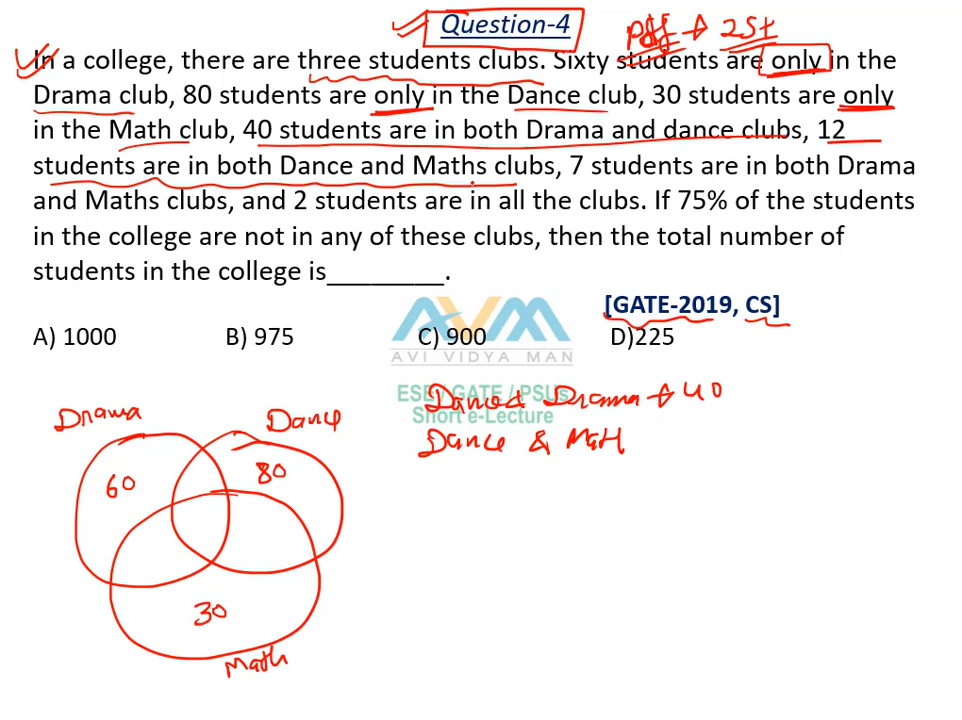 Question-4
Diff → 2St
In a college, there are three students clubs. Sixty students are only in the
Drama club, 80 students are only in the Dance club, 30 students are only
in the Math club, 40 students are in both Drama and dance clubs, 12
students are in both Dance and Maths clubs, 7 students are in both Drama
and Maths clubs, and 2 students are in all the clubs. If 75% of the students
in the college are not in any of these clubs, then the total number of
students in the college is________.
[GATE-2019, CS]
A) 1000 B) 975 C) 900 D)225
AVM
AVI VIDYA MAN
ESE / GATE / PSUs
Short e-Lecture
Dance & Drama → 40
Dance & Math
Drama Dance
60 80
30
Math